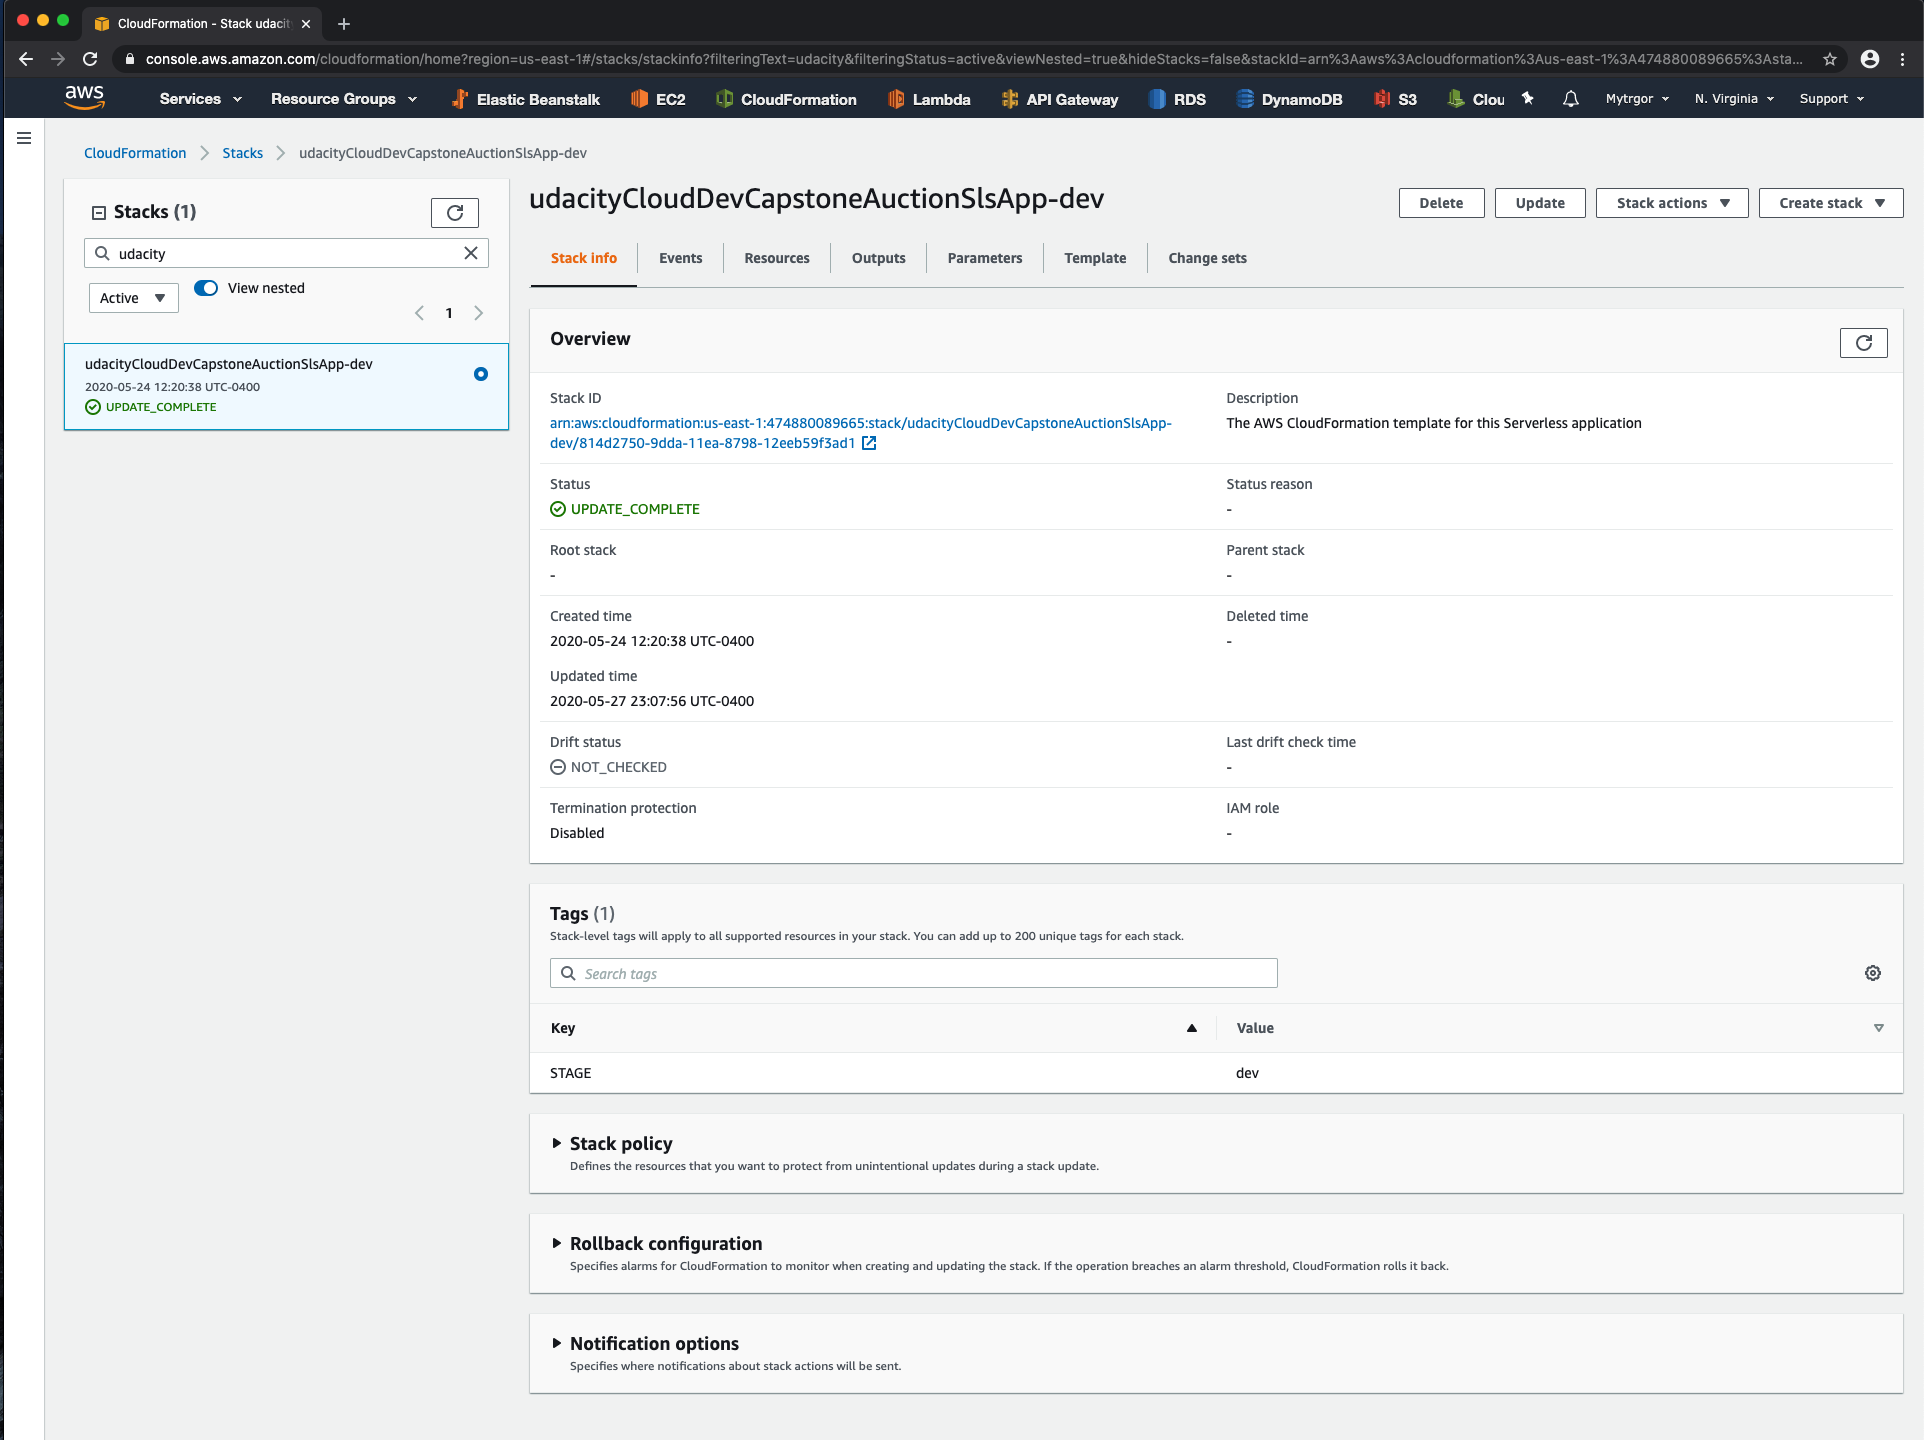 CloudFormation - Stack udacit
console.aws.amazon.com/cloudformation/home?region=us-east-1#/stacks/stackinfo?filteringText=udacity&filteringStatus=active&viewNested=true&hideStacks=false&stackId=arn%3Aaws%3Acloudformation%3Aus-east-1%3A474880089665%3Asta...
aws Services Resource Groups Elastic Beanstalk EC2 CloudFormation Lambda API Gateway RDS DynamoDB S3 Clou Mytrgor N. Virginia Support
CloudFormation Stacks udacityCloudDevCapstoneAuctionSlsApp-dev
Stacks (1)
udacity
Active View nested
1
udacityCloudDevCapstoneAuctionSlsApp-dev
2020-05-24 12:20:38 UTC-0400
UPDATE_COMPLETE
udacityCloudDevCapstoneAuctionSlsApp-dev
Delete Update Stack actions Create stack
Stack info Events Resources Outputs Parameters Template Change sets
Overview
Stack ID
arn:aws:cloudformation:us-east-1:474880089665:stack/udacityCloudDevCapstoneAuctionSlsApp-
dev/814d2750-9dda-11ea-8798-12eeb59f3ad1
Description
The AWS CloudFormation template for this Serverless application
Status
UPDATE_COMPLETE
Status reason
-
Root stack
-
Parent stack
-
Created time
2020-05-24 12:20:38 UTC-0400
Deleted time
-
Updated time
2020-05-27 23:07:56 UTC-0400
Drift status
NOT_CHECKED
Last drift check time
-
Termination protection
Disabled
IAM role
-
Tags (1)
Stack-level tags will apply to all supported resources in your stack. You can add up to 200 unique tags for each stack.
Search tags
Key Value
STAGE dev
Stack policy
Defines the resources that you want to protect from unintentional updates during a stack update.
Rollback configuration
Specifies alarms for CloudFormation to monitor when creating and updating the stack. If the operation breaches an alarm threshold, CloudFormation rolls it back.
Notification options
Specifies where notifications about stack actions will be sent.